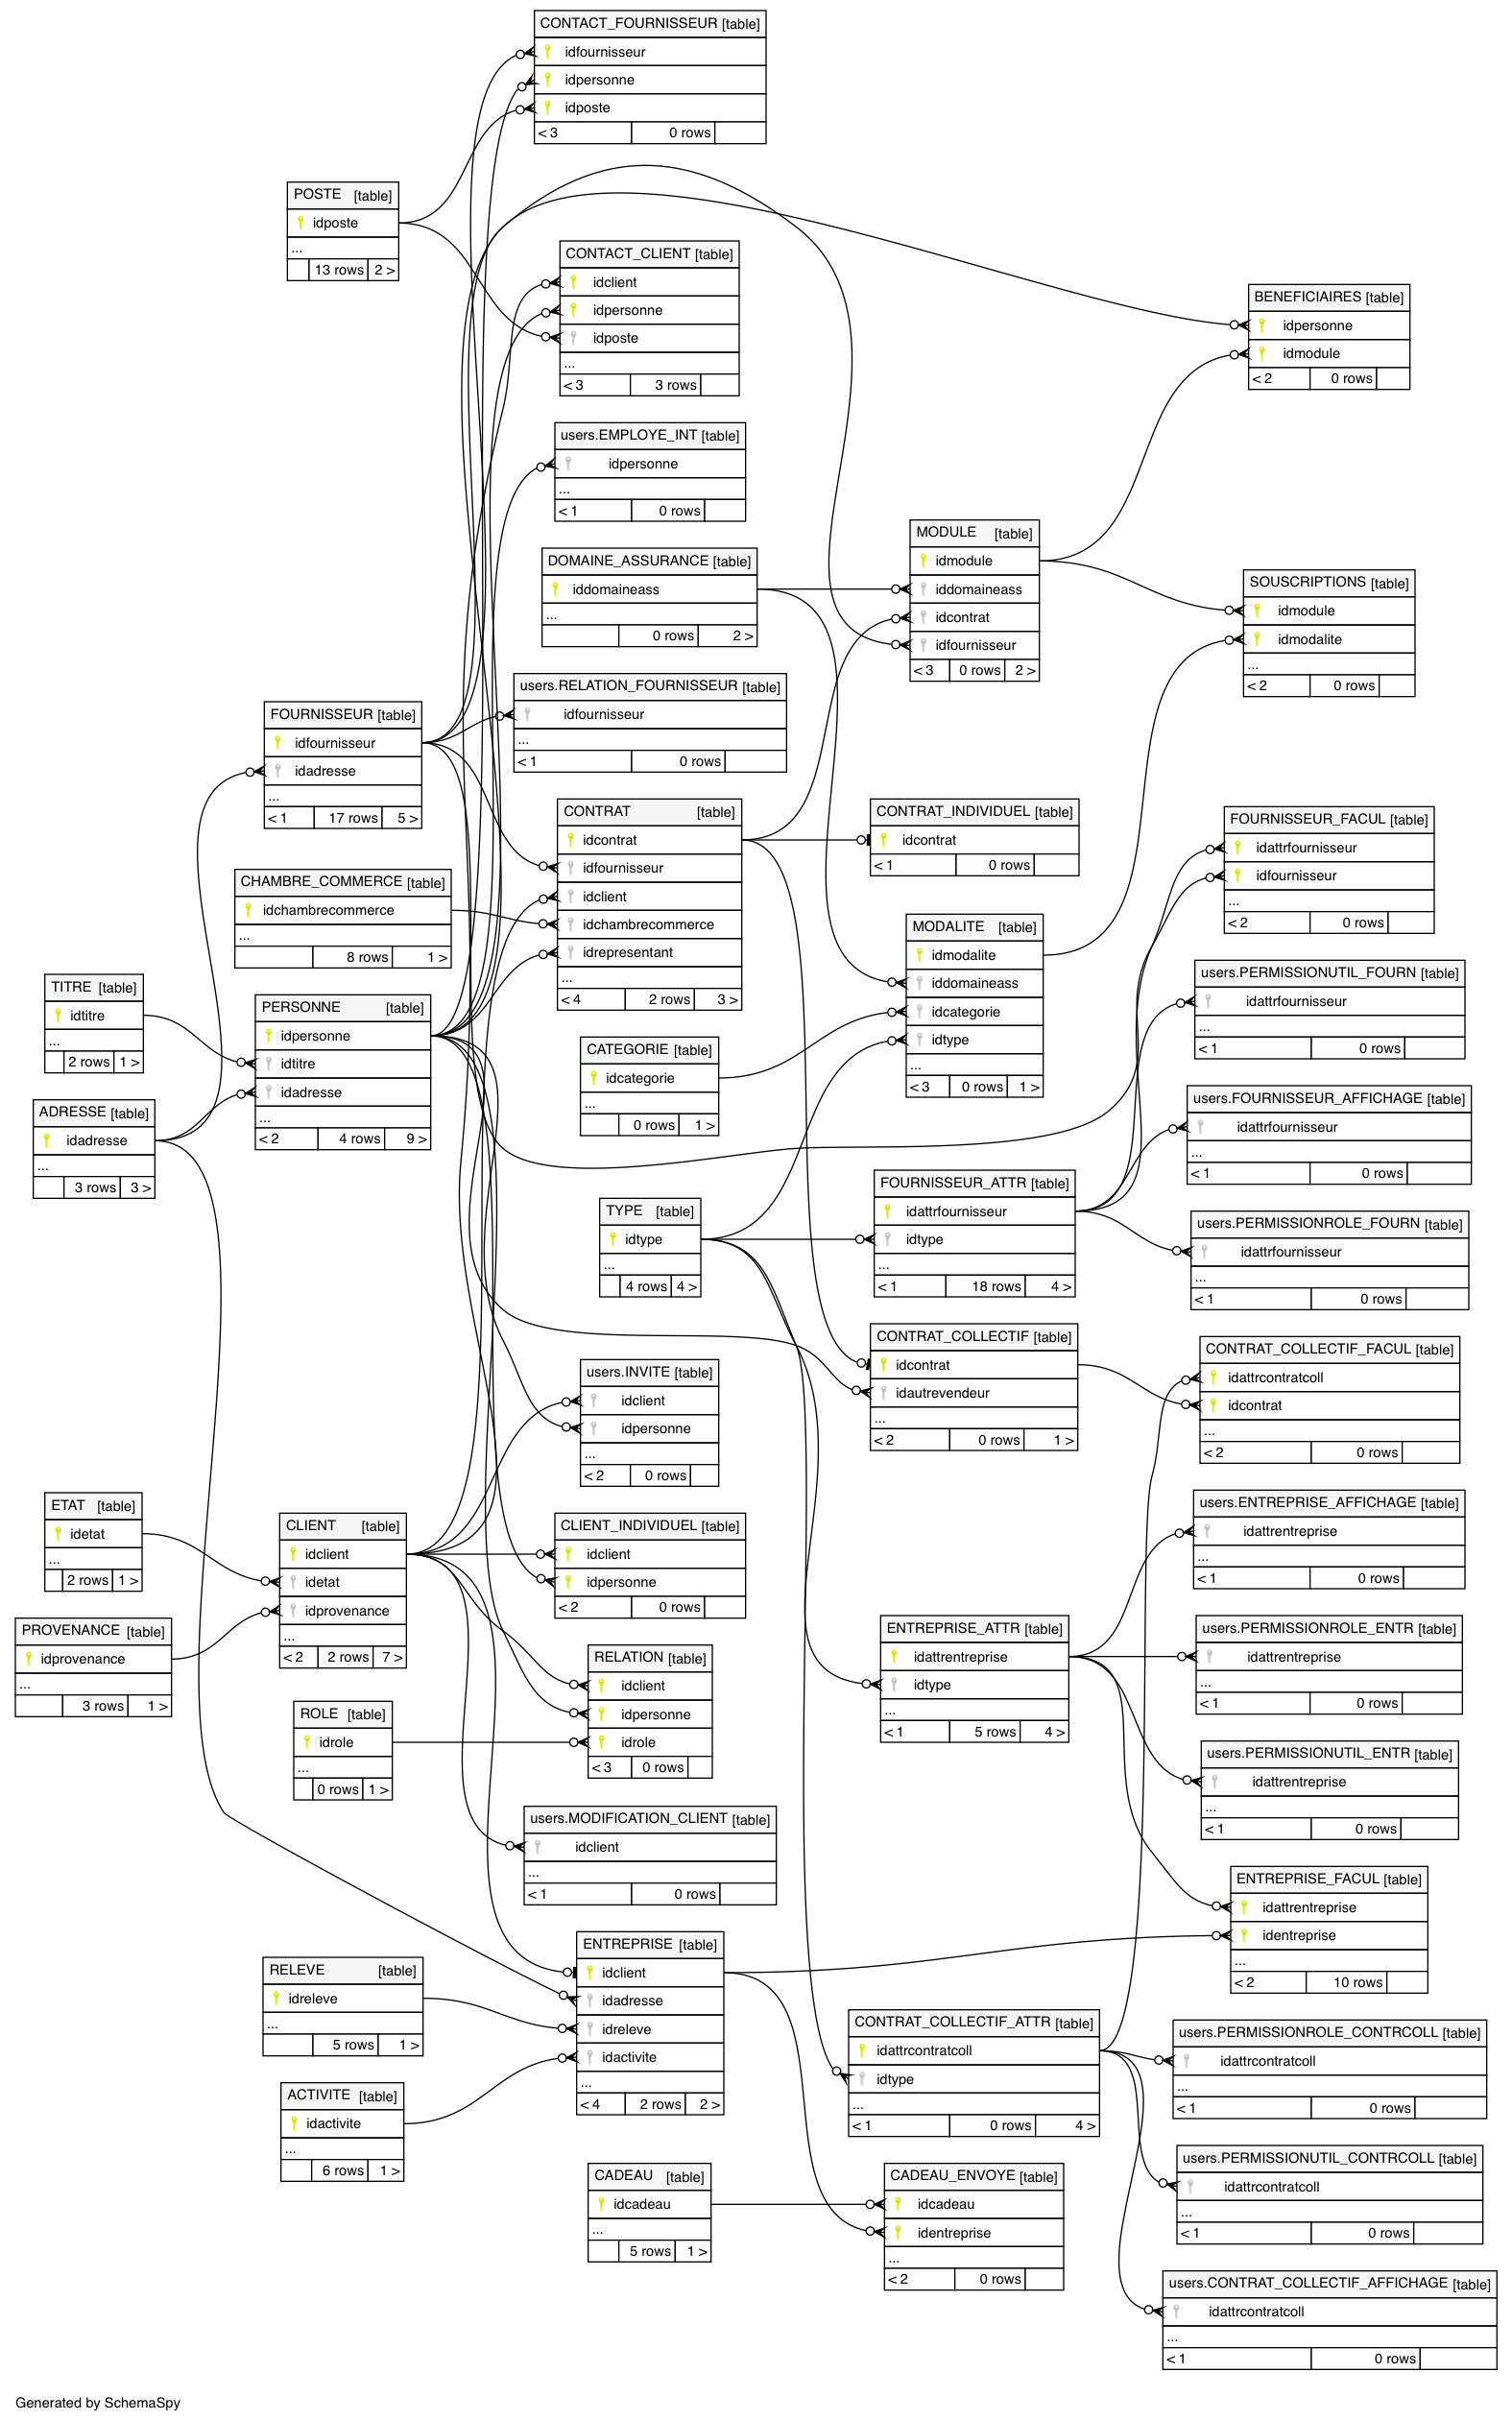 CONTACT_FOURNISSEUR [table]
idfournisseur
idpersonne
idposte
< 3 0 rows
POSTE [table]
idposte
...
13 rows 2 >
CONTACT_CLIENT [table]
idclient
idpersonne
idposte
...
< 3 3 rows
BENEFICIAIRES [table]
idpersonne
idmodule
< 2 0 rows
users.EMPLOYE_INT [table]
idpersonne
...
< 1 0 rows
MODULE [table]
idmodule
iddomaineass
idcontrat
idfournisseur
< 3 0 rows 2 >
DOMAINE_ASSURANCE [table]
iddomaineass
...
0 rows 2 >
SOUSCRIPTIONS [table]
idmodule
idmodalite
...
< 2 0 rows
users.RELATION_FOURNISSEUR [table]
idfournisseur
...
< 1 0 rows
FOURNISSEUR [table]
idfournisseur
idadresse
...
< 1 17 rows 5 >
CONTRAT [table]
idcontrat
idfournisseur
idclient
idchambrecommerce
idrepresentant
...
< 4 2 rows 3 >
CONTRAT_INDIVIDUEL [table]
idcontrat
< 1 0 rows
FOURNISSEUR_FACUL [table]
idattrfournisseur
idfournisseur
...
< 2 0 rows
CHAMBRE_COMMERCE [table]
idchambrecommerce
...
8 rows 1 >
MODALITE [table]
idmodalite
iddomaineass
idcategorie
idtype
...
< 3 0 rows 1 >
users.PERMISSIONUTIL_FOURN [table]
idattrfournisseur
...
< 1 0 rows
TITRE [table]
idtitre
...
2 rows 1 >
PERSONNE [table]
idpersonne
idtitre
idadresse
...
< 2 4 rows 9 >
CATEGORIE [table]
idcategorie
...
0 rows 1 >
users.FOURNISSEUR_AFFICHAGE [table]
idattrfournisseur
...
< 1 0 rows
ADRESSE [table]
idadresse
...
3 rows 3 >
FOURNISSEUR_ATTR [table]
idattrfournisseur
idtype
...
< 1 18 rows 4 >
TYPE [table]
idtype
...
4 rows 4 >
users.PERMISSIONROLE_FOURN [table]
idattrfournisseur
...
< 1 0 rows
CONTRAT_COLLECTIF [table]
idcontrat
idautrevendeur
...
< 2 0 rows 1 >
CONTRAT_COLLECTIF_FACUL [table]
idattrcontratcoll
idcontrat
...
< 2 0 rows
users.INVITE [table]
idclient
idpersonne
...
< 2 0 rows
ETAT [table]
idetat
...
2 rows 1 >
CLIENT [table]
idclient
idetat
idprovenance
...
< 2 2 rows 7 >
CLIENT_INDIVIDUEL [table]
idclient
idpersonne
< 2 0 rows
users.ENTREPRISE_AFFICHAGE [table]
idattrentreprise
...
< 1 0 rows
PROVENANCE [table]
idprovenance
...
3 rows 1 >
ENTREPRISE_ATTR [table]
idattrentreprise
idtype
...
< 1 5 rows 4 >
users.PERMISSIONROLE_ENTR [table]
idattrentreprise
...
< 1 0 rows
RELATION [table]
idclient
idpersonne
idrole
< 3 0 rows
ROLE [table]
idrole
...
0 rows 1 >
users.PERMISSIONUTIL_ENTR [table]
idattrentreprise
...
< 1 0 rows
users.MODIFICATION_CLIENT [table]
idclient
...
< 1 0 rows
ENTREPRISE_FACUL [table]
idattrentreprise
identreprise
...
< 2 10 rows
ENTREPRISE [table]
idclient
idadresse
idreleve
idactivite
...
< 4 2 rows 2 >
RELEVE [table]
idreleve
...
5 rows 1 >
CONTRAT_COLLECTIF_ATTR [table]
idattrcontratcoll
idtype
...
< 1 0 rows 4 >
users.PERMISSIONROLE_CONTRCOLL [table]
idattrcontratcoll
...
< 1 0 rows
ACTIVITE [table]
idactivite
...
6 rows 1 >
users.PERMISSIONUTIL_CONTRCOLL [table]
idattrcontratcoll
...
< 1 0 rows
CADEAU [table]
idcadeau
...
5 rows 1 >
CADEAU_ENVOYE [table]
idcadeau
identreprise
...
< 2 0 rows
users.CONTRAT_COLLECTIF_AFFICHAGE [table]
idattrcontratcoll
...
< 1 0 rows
Generated by SchemaSpy